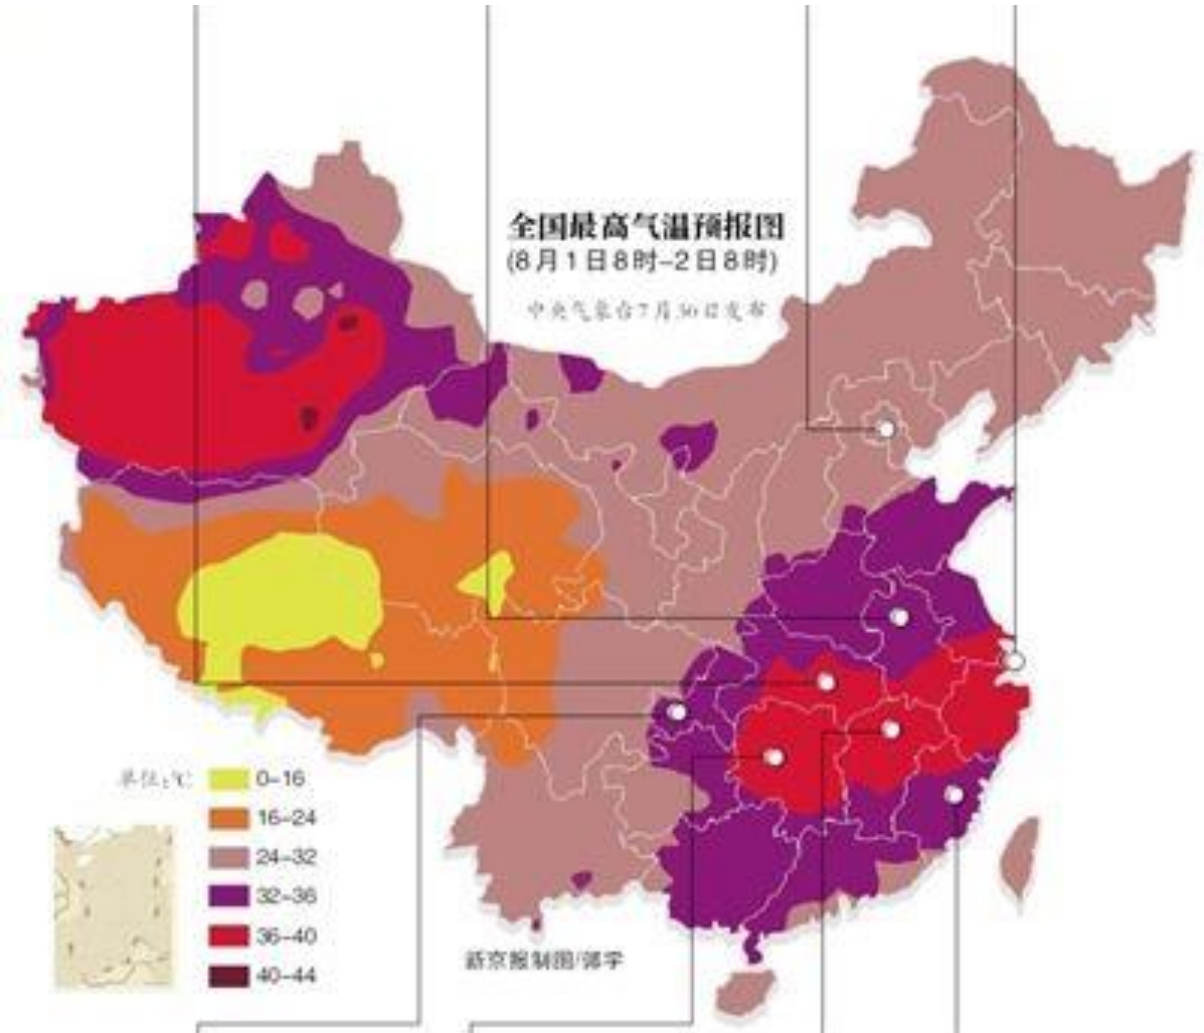 全国最高气温预报图
(8月1日8时-2日8时)
中央气象台7月30日发布
单位:℃
0-16
16-24
24-32
32-36
36-40
40-44
新京报制图/郭宇